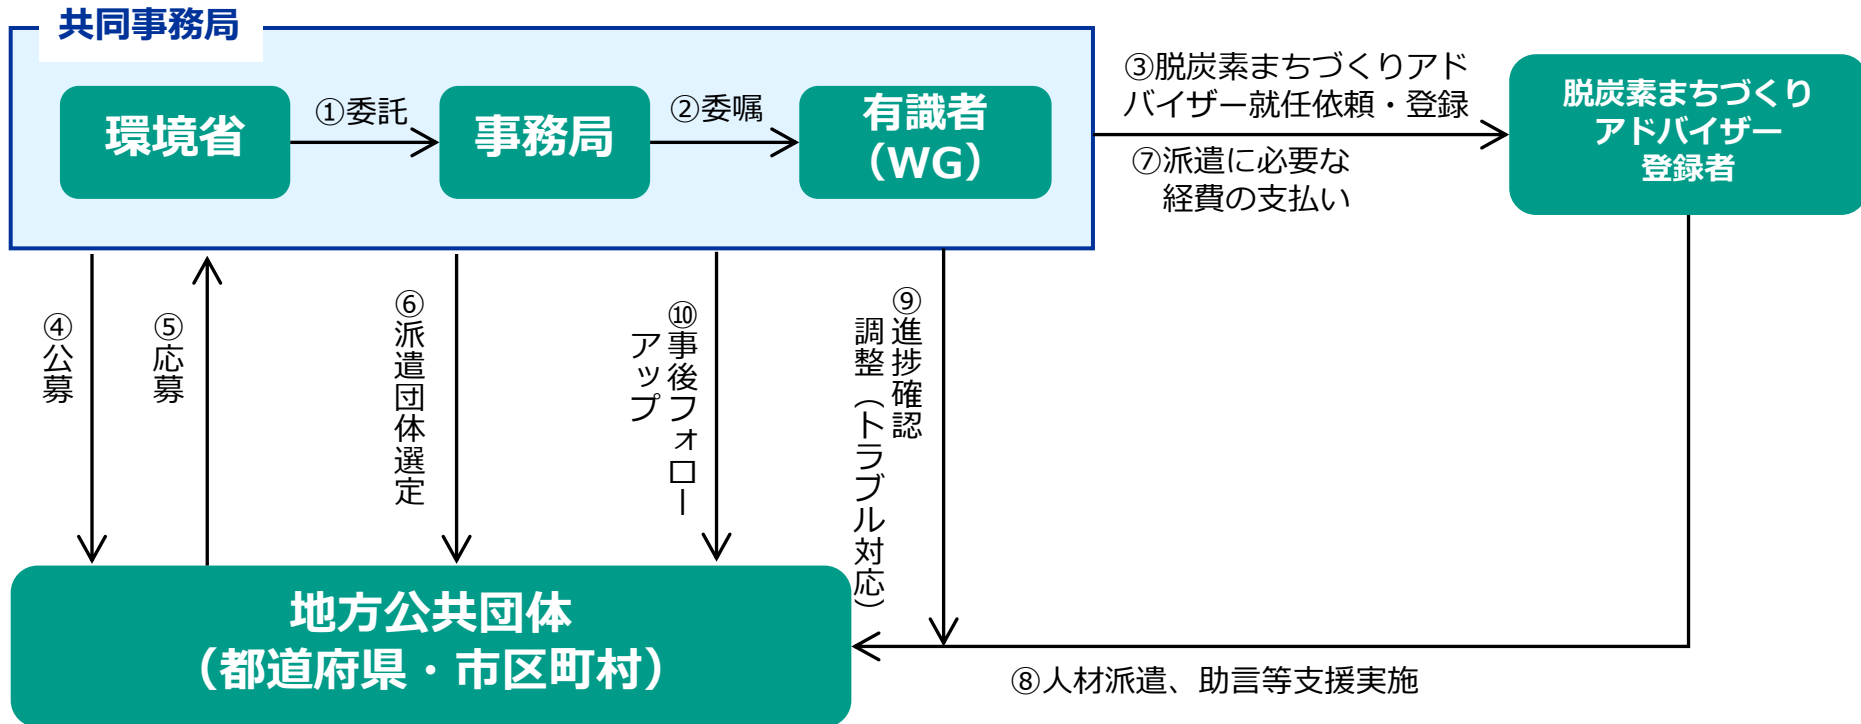 共同事務局
環境省
①委託
事務局
②委嘱
有識者
（WG）
③脱炭素まちづくりアド
バイザー就任依頼・登録
⑦派遣に必要な
経費の支払い
脱炭素まちづくり
アドバイザー
登録者
④公募
⑤応募
⑥派遣団体選定
⑩事後フォロー
アップ
⑨進捗確認
調整（トラブル対応）
地方公共団体
（都道府県・市区町村）
⑧人材派遣、助言等支援実施